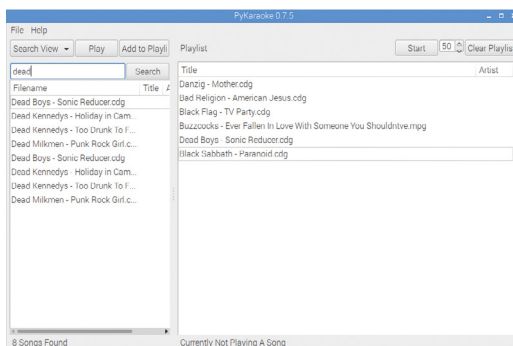 PyKaraoke 0.7.5
File Help
Search View Play Add to Playli
dead Search
Filename Title A
Dead Boys - Sonic Reducer.cdg
Dead Kennedys - Holiday in Cam...
Dead Kennedys - Too Drunk To F...
Dead Milkmen - Punk Rock Girl.c...
Dead Boys - Sonic Reducer.cdg
Dead Kennedys - Holiday in Cam...
Dead Kennedys - Too Drunk To F...
Dead Milkmen - Punk Rock Girl.c...
8 Songs Found
Playlist Start 50 Clear Playlis
Title Artist
Danzig - Mother.cdg
Bad Religion - American Jesus.cdg
Black Flag - TV Party.cdg
Buzzcocks - Ever Fallen In Love With Someone You Shouldntve.mpg
Dead Boys - Sonic Reducer.cdg
Black Sabbath - Paranoid.cdg
Currently Not Playing A Song